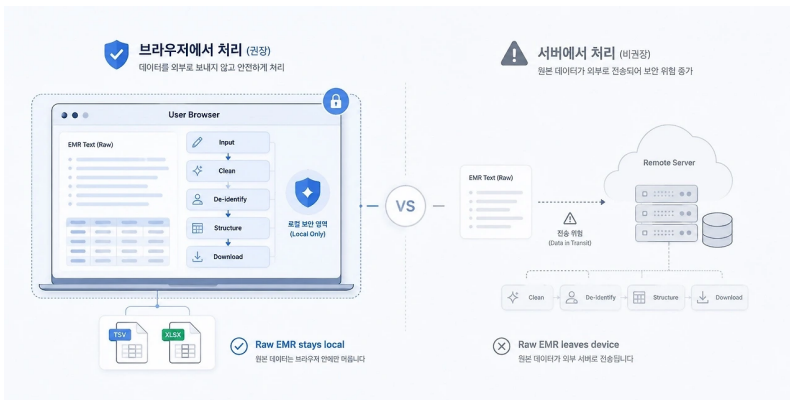 브라우저에서 처리 (권장)
데이터를 외부로 보내지 않고 안전하게 처리
User Browser
EMR Text (Raw)
Input
Clean
De-identify
Structure
Download
로컬 보안 영역
(Local Only)
TSV
XLSX
Raw EMR stays local
원본 데이터는 브라우저 안에만 머룹니다
VS
서버에서 처리 (비권장)
원본 데이터가 외부로 전송되어 보안 위험 증가
EMR Text (Raw)
전송 위험
(Data in Transit)
Remote Server
Clean
De-identify
Structure
Download
Raw EMR leaves device
원본 데이터가 외부 서버로 전송됩니다